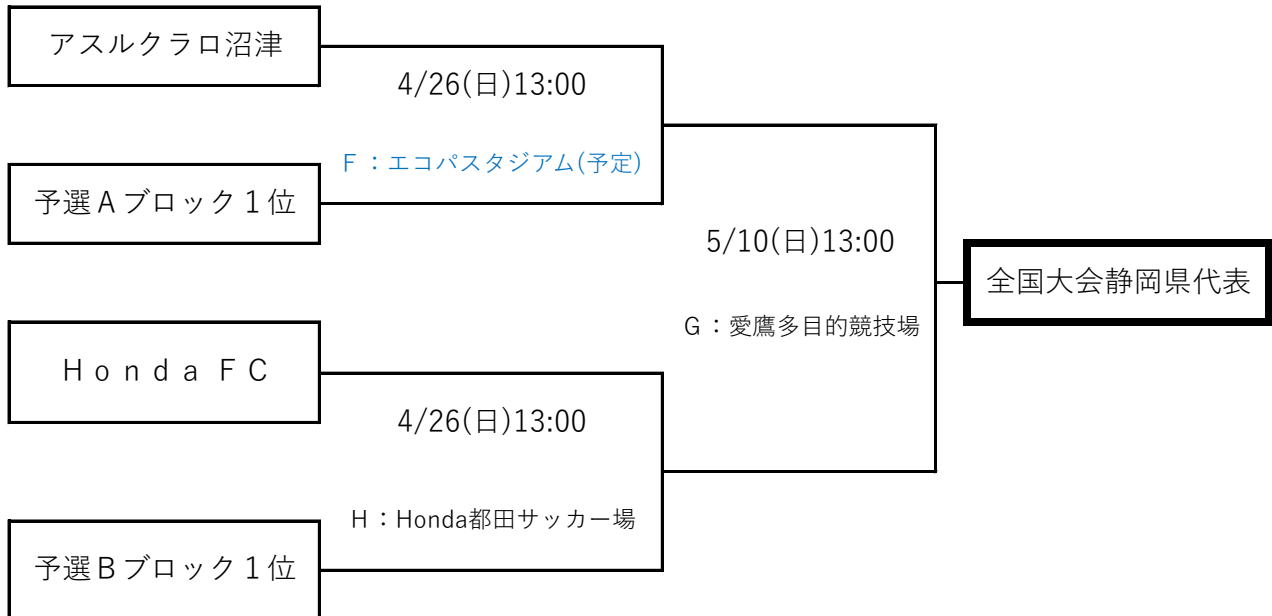 アスルクラロ沼津
4/26(日)13:00
F：エコパスタジアム(予定)
予選Aブロック1位
5/10(日)13:00
全国大会静岡県代表
G：愛鷹多目的競技場
Honda FC
4/26(日)13:00
H：Honda都田サッカー場
予選Bブロック1位